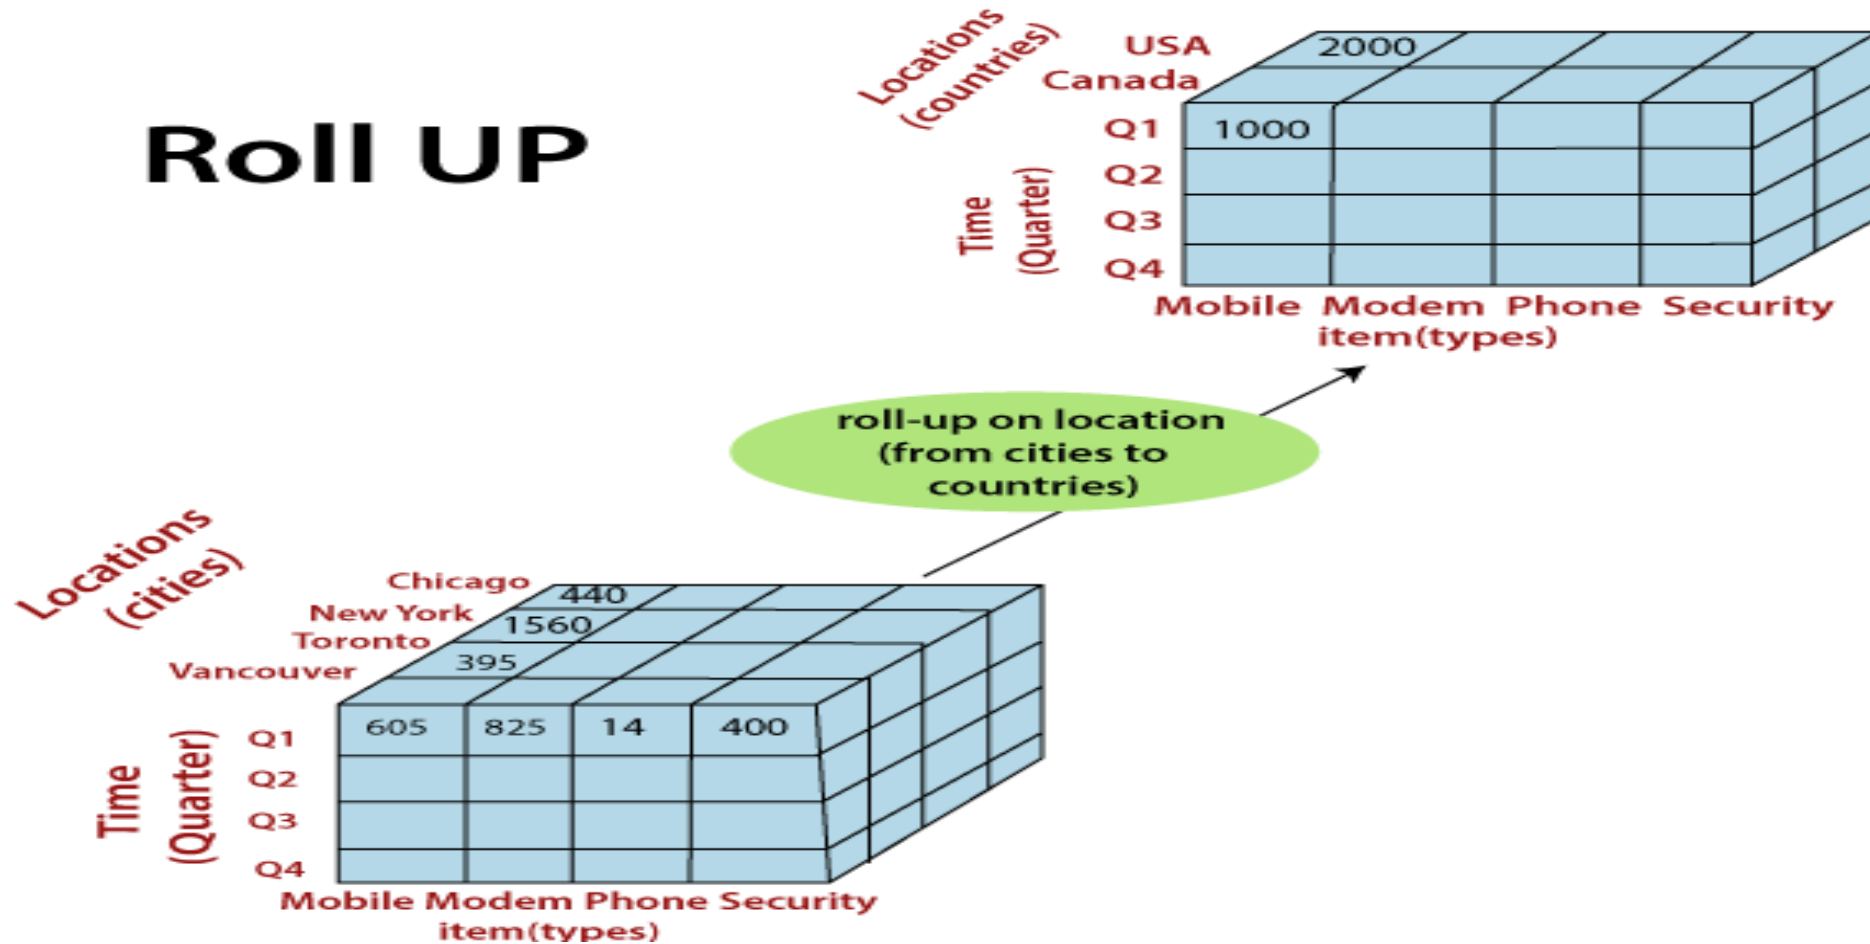 Roll UP
Locations
(countries)
USA
2000
Canada
Q1
1000
Q2
Q3
Q4
Time
(Quarter)
Mobile Modem Phone Security
item(types)
roll-up on location
(from cities to
countries)
Locations
(cities)
Chicago
440
New York
1560
Toronto
395
Vancouver
605 825 14 400
Q1
Q2
Q3
Q4
Time
(Quarter)
Mobile Modem Phone Security
item(types)